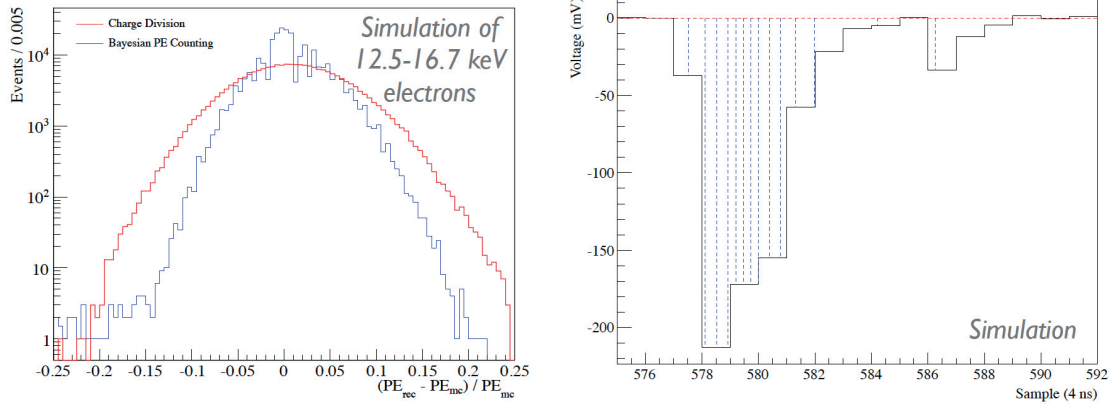 Charge Division
Bayesian PE Counting
Simulation of
12.5-16.7 keV
electrons
Events / 0.005
10⁴
10³
10²
10
1
-0.25 -0.2 -0.15 -0.1 -0.05 0 0.05 0.1 0.15 0.2 0.25
(PE_rec - PE_mc) / PE_mc
Voltage (mV)
0
-50
-100
-150
-200
Simulation
576 578 580 582 584 586 588 590 592
Sample (4 ns)